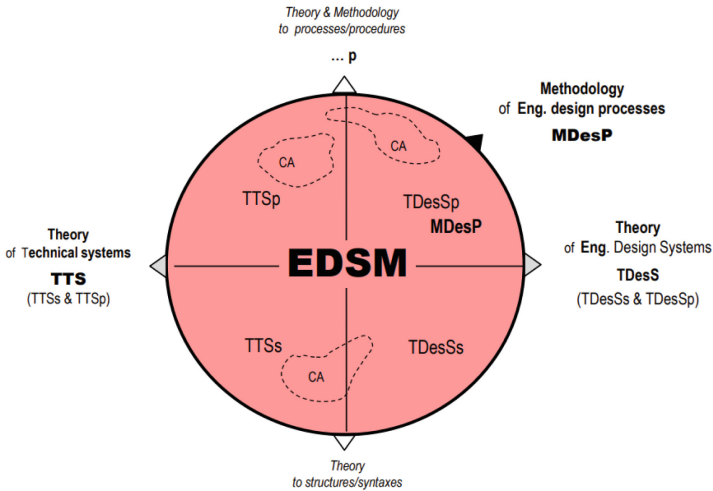 Theory & Methodology
to processes/procedures
... p
Methodology
of Eng. design processes
MDesP
CA
CA
TTSp
TDesSp
MDesP
Theory
of Technical systems
TTS
(TTSs & TTSp)
EDSM
Theory
of Eng. Design Systems
TDesS
(TDesSs & TDesSp)
TTSs
TDesSs
CA
Theory
to structures/syntaxes